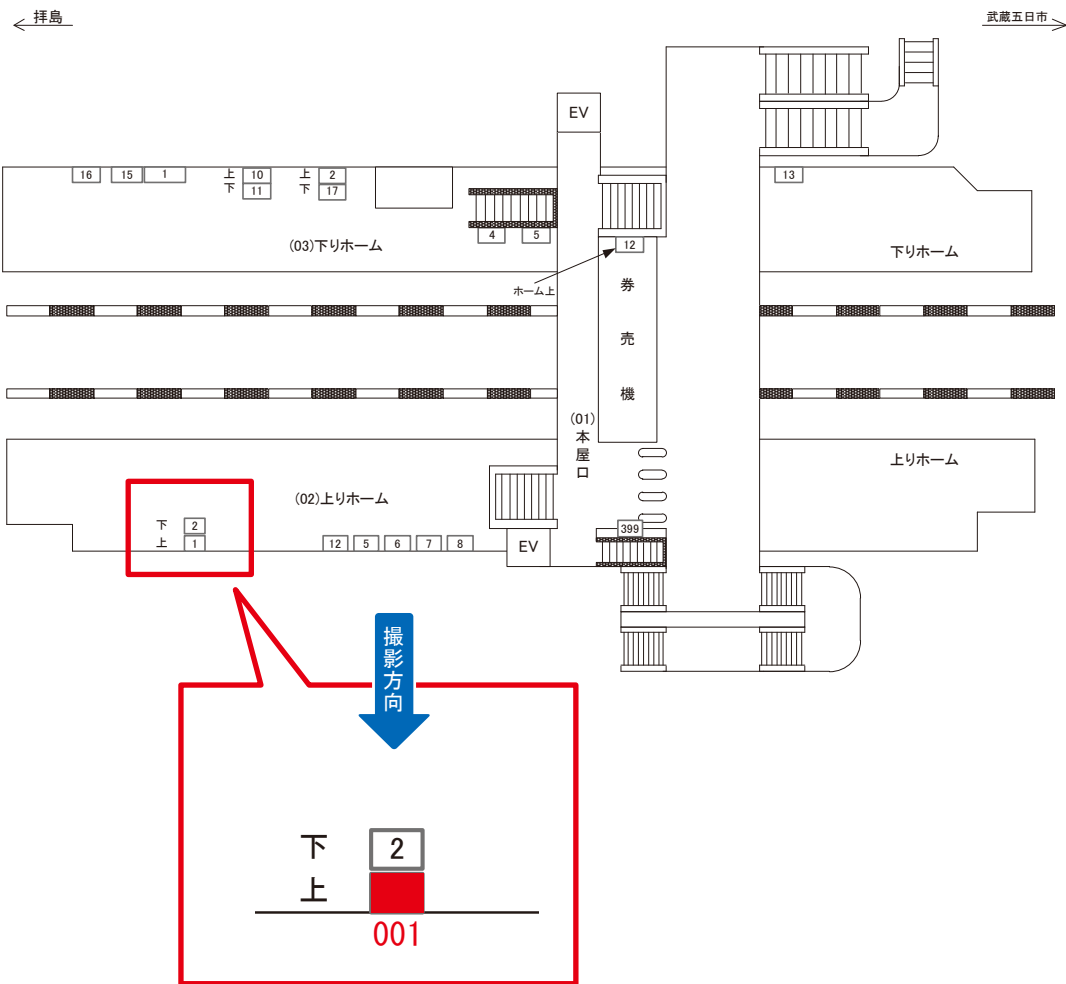 拝島
武蔵五日市
EV
16
15
1
上
10
下
11
上
2
下
17
13
4
5
12
(03)下りホーム
下りホーム
ホーム上
券売機
(01)本屋口
上りホーム
(02)上りホーム
下
2
上
1
12
5
6
7
8
EV
399
撮影方向
下
2
上
001